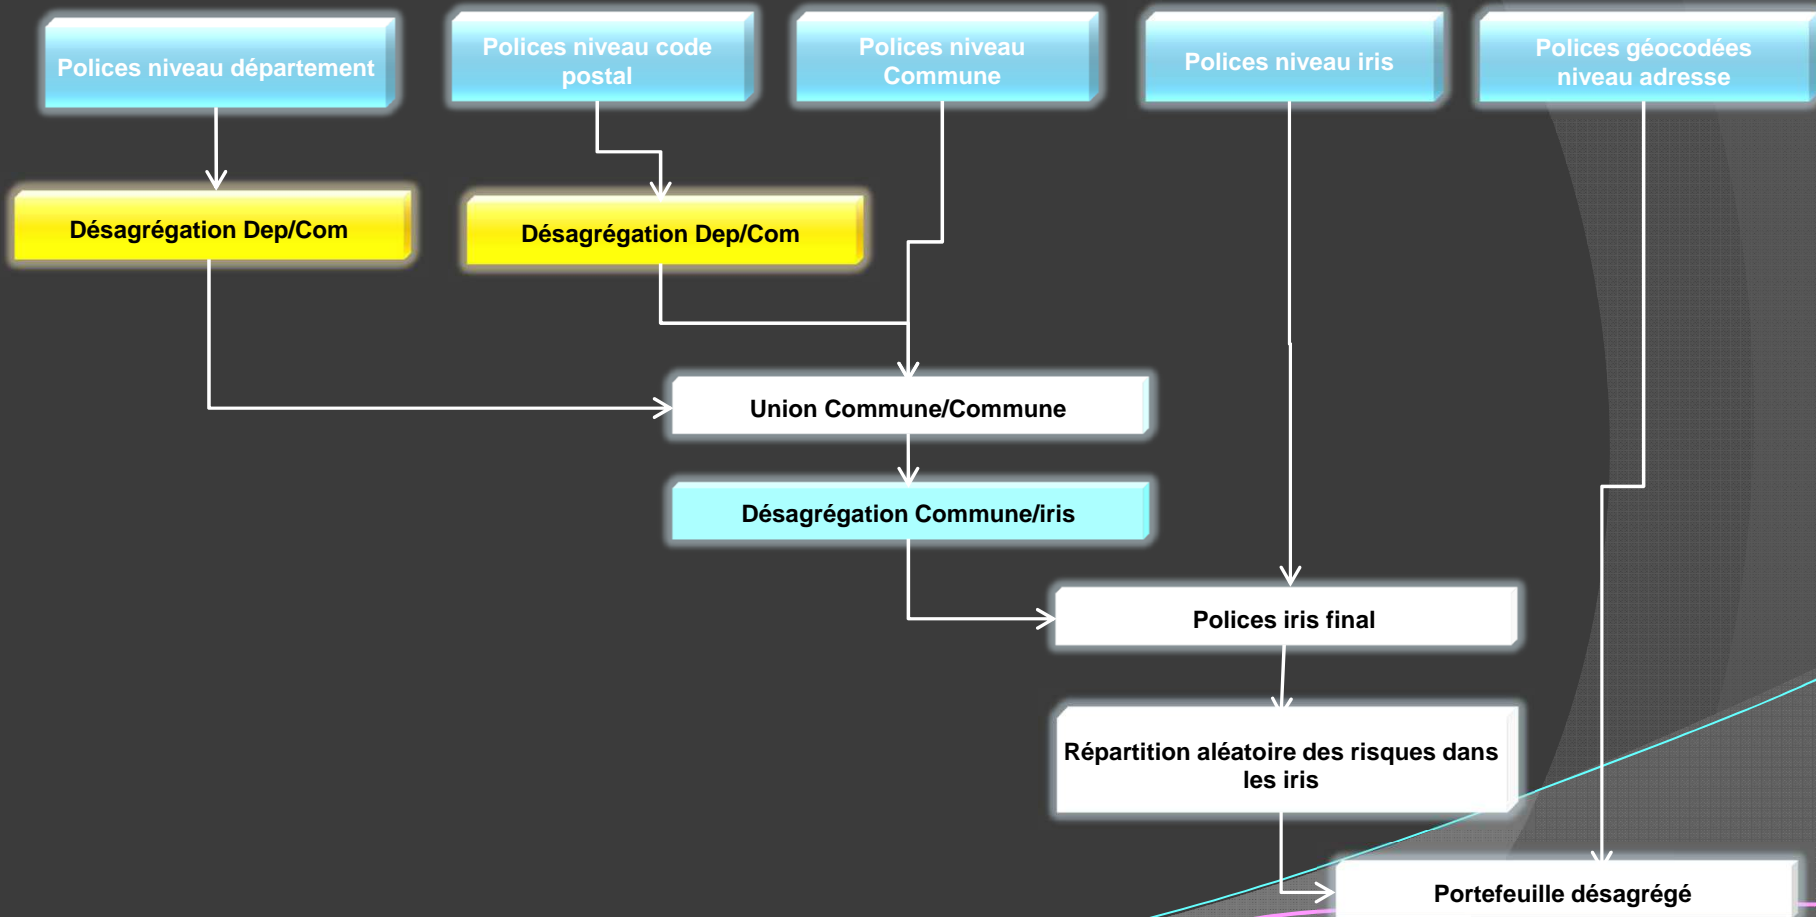 Polices niveau département
Polices niveau code
postal
Polices niveau
Commune
Polices niveau iris
Polices géocodées
niveau adresse
Désagrégation Dep/Com
Désagrégation Dep/Com
Union Commune/Commune
Désagrégation Commune/iris
Polices iris final
Répartition aléatoire des risques dans
les iris
Portefeuille désagrégé